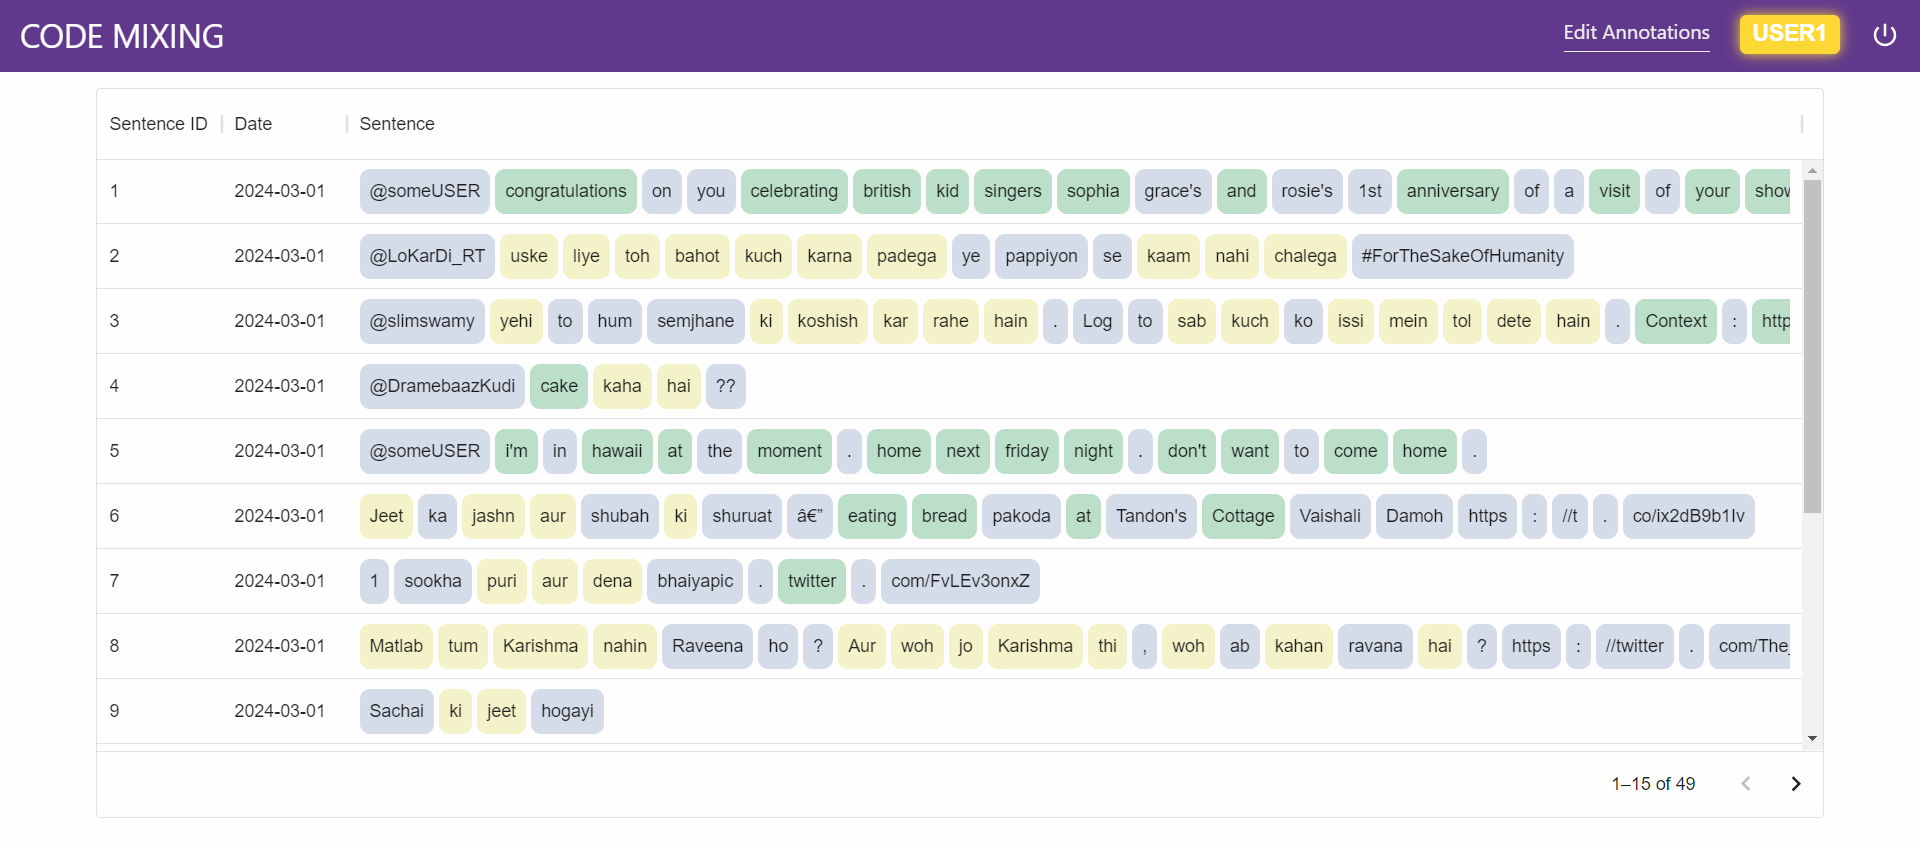 CODE MIXING Edit Annotations USER1
Sentence ID Date Sentence
1 2024-03-01 @someUSER congratulations on you celebrating british kid singers sophia grace's and rosie's 1st anniversary of a visit of your show
2 2024-03-01 @LoKarDi_RT uske liye toh bahot kuch karna padega ye pappiyon se kaam nahi chalega #ForTheSakeOfHumanity
3 2024-03-01 @slimswamy yehi to hum semjhane ki koshish kar rahe hain . Log to sab kuch ko issi mein tol dete hain . Context : http
4 2024-03-01 @DramebaazKudi cake kaha hai ??
5 2024-03-01 @someUSER i'm in hawaii at the moment . home next friday night . don't want to come home .
6 2024-03-01 Jeet ka jashn aur shubah ki shuruat â€” eating bread pakoda at Tandon's Cottage Vaishali Damoh https : //t . co/ix2dB9b1Iv
7 2024-03-01 1 sookha puri aur dena bhaiyapic . twitter . com/FvLEv3onxZ
8 2024-03-01 Matlab tum Karishma nahin Raveena ho ? Aur woh jo Karishma thi , woh ab kahan ravana hai ? https : //twitter . com/The_
9 2024-03-01 Sachai ki jeet hogayi
1–15 of 49